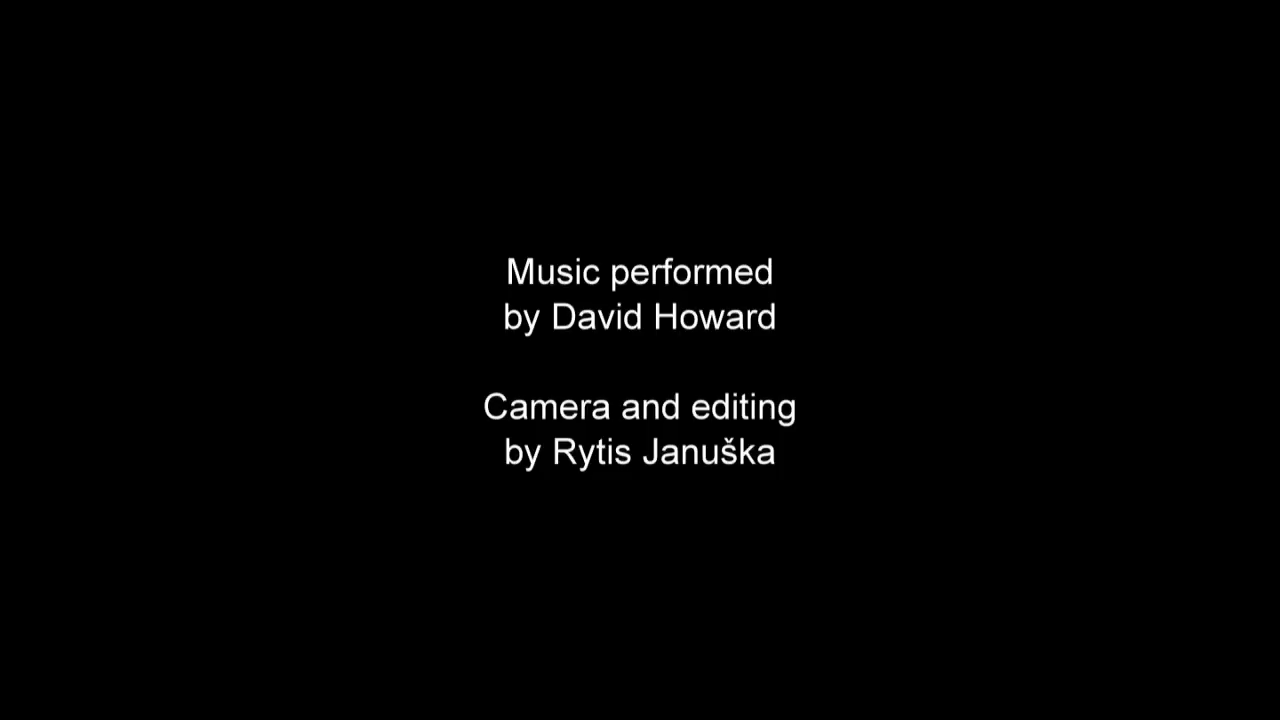 Music performed
by David Howard
Camera and editing
by Rytis Januška